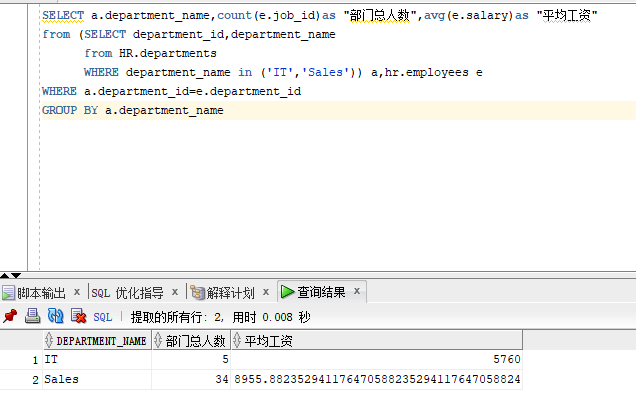 SELECT a.department_name,count(e.job_id)as "部门总人数",avg(e.salary)as "平均工资"
from (SELECT department_id,department_name
from HR.departments
WHERE department_name in ('IT','Sales')) a,hr.employees e
WHERE a.department_id=e.department_id
GROUP BY a.department_name
脚本输出 x SQL 优化指导 x 解释计划 x 查询结果 x
SQL 提取的所有行: 2, 用时 0.008 秒
DEPARTMENT_NAME 部门总人数 平均工资
1 IT 5 5760
2 Sales 34 8955.882352941176470588235294117647058824